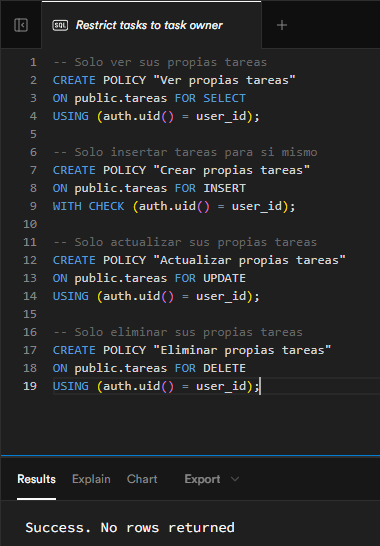 SQL Restrict tasks to task owner +
1 -- Solo ver sus propias tareas
2 CREATE POLICY "Ver propias tareas"
3 ON public.tareas FOR SELECT
4 USING (auth.uid() = user_id);
5
6 -- Solo insertar tareas para si mismo
7 CREATE POLICY "Crear propias tareas"
8 ON public.tareas FOR INSERT
9 WITH CHECK (auth.uid() = user_id);
10
11 -- Solo actualizar sus propias tareas
12 CREATE POLICY "Actualizar propias tareas"
13 ON public.tareas FOR UPDATE
14 USING (auth.uid() = user_id);
15
16 -- Solo eliminar sus propias tareas
17 CREATE POLICY "Eliminar propias tareas"
18 ON public.tareas FOR DELETE
19 USING (auth.uid() = user_id);
Results Explain Chart Export
Success. No rows returned